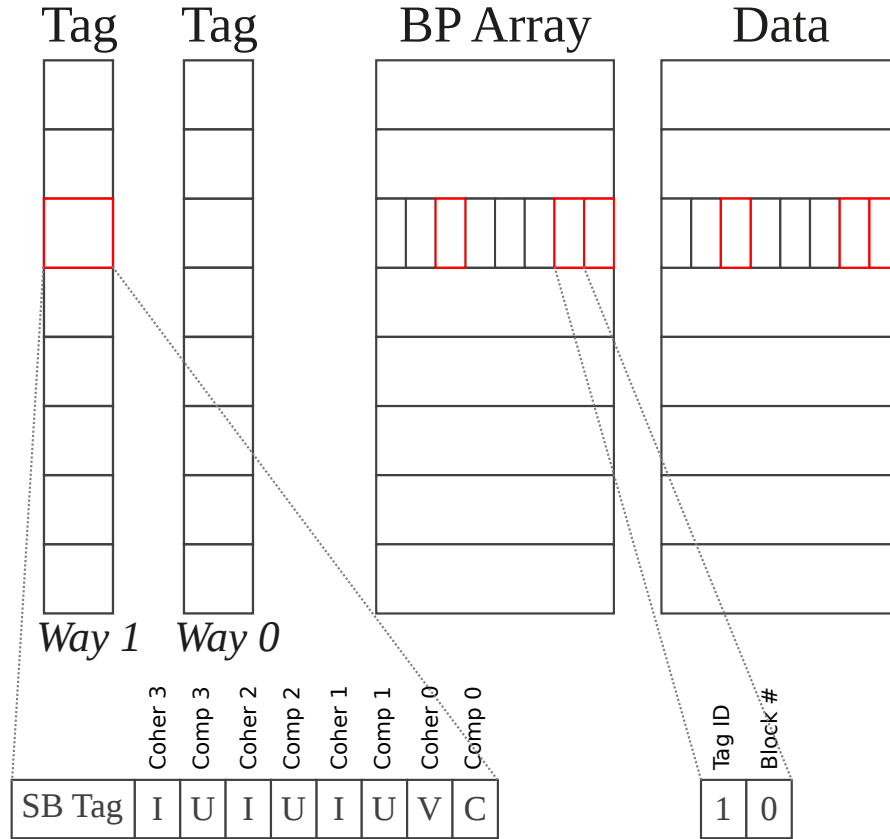 Tag Tag BP Array Data
Way 1 Way 0
Coher 3 Comp 3 Coher 2 Comp 2 Coher 1 Comp 1 Coher 0 Comp 0 Tag ID Block #
SB Tag I U I U I U V C 1 0